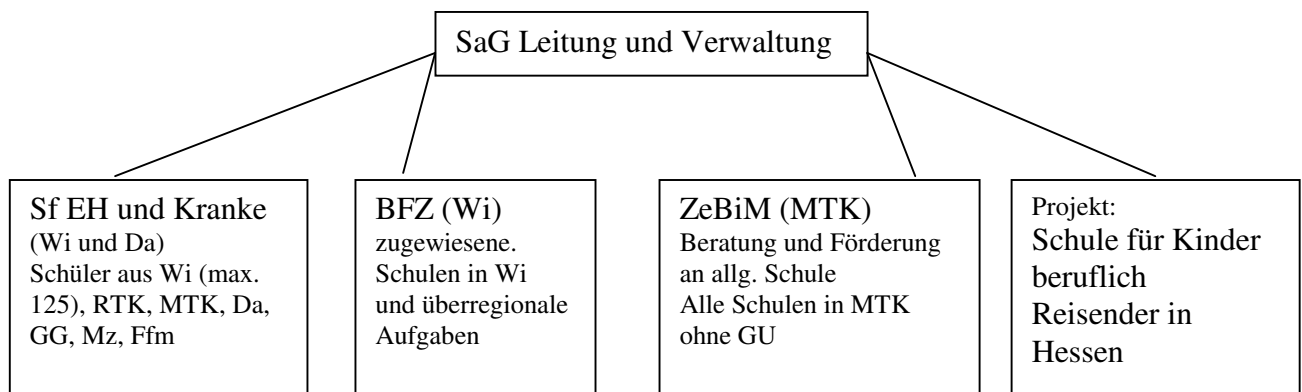 SaG Leitung und Verwaltung
Sf EH und Kranke
(Wi und Da)
Schüler aus Wi (max.
125), RTK, MTK, Da,
GG, Mz, Ffm
BFZ (Wi)
zugewiesene.
Schulen in Wi
und überregionale
Aufgaben
ZeBiM (MTK)
Beratung und Förderung
an allg. Schule
Alle Schulen in MTK
ohne GU
Projekt:
Schule für Kinder
beruflich
Reisender in
Hessen